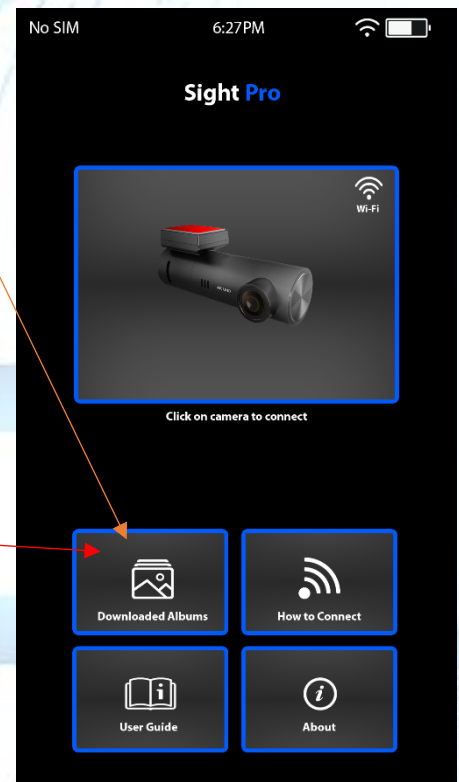 No SIM 6:27PM
Sight Pro
Wi-Fi
Click on camera to connect
Downloaded Albums How to Connect
User Guide About